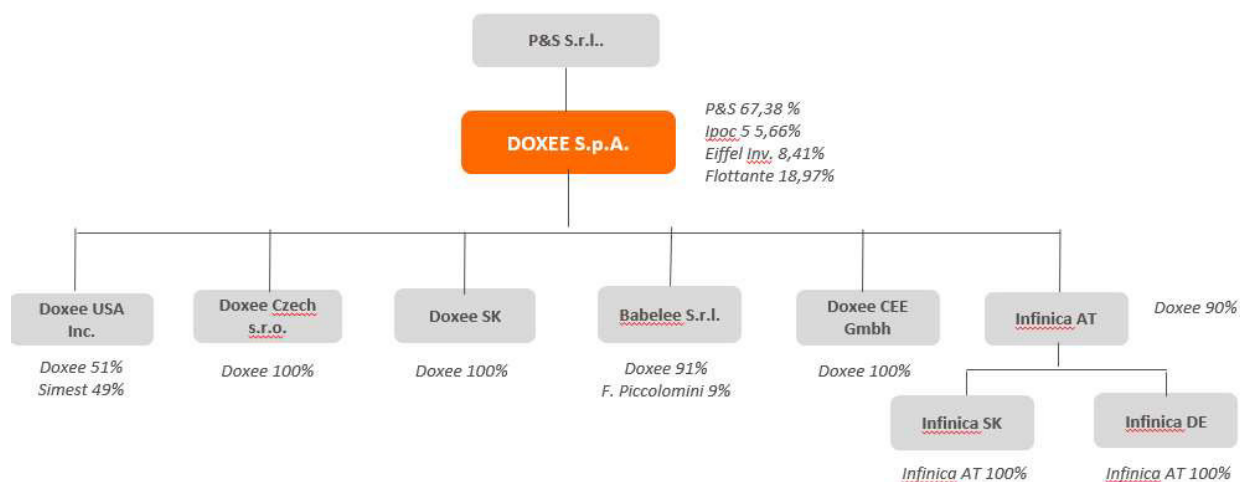 P&S S.r.l..
DOXEE S.p.A.
P&S 67,38 %
Ipoc 5 5,66%
Eiffel Inv. 8,41%
Flottante 18,97%
Doxee USA
Inc.
Doxee 51%
Simest 49%
Doxee Czech
s.r.o.
Doxee 100%
Doxee SK
Doxee 100%
Babelee S.r.l.
Doxee 91%
F. Piccolomini 9%
Doxee CEE
Gmbh
Doxee 100%
Infinica AT
Doxee 90%
Infinica SK
Infinica AT 100%
Infinica DE
Infinica AT 100%